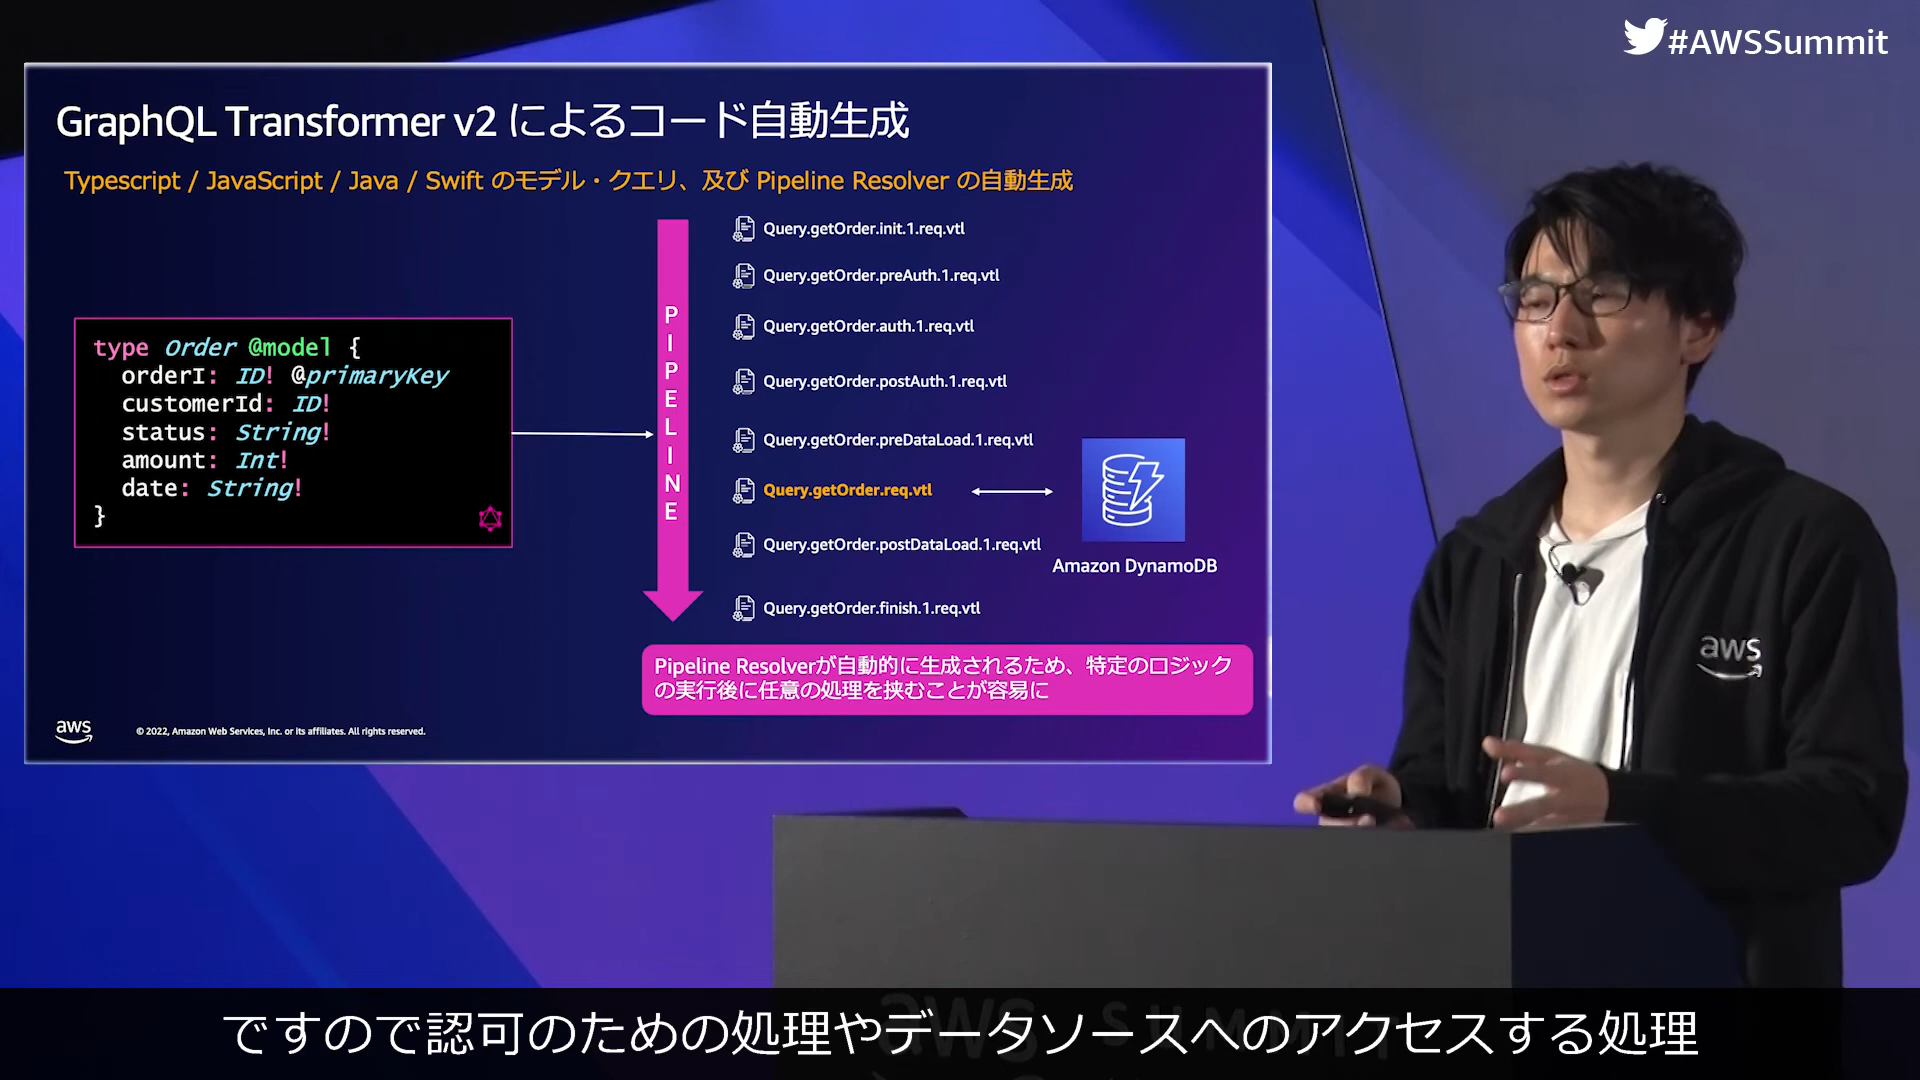 #AWSSummit
GraphQL Transformer v2 によるコード自動生成
Typescript / JavaScript / Java / Swift のモデル・クエリ、及び Pipeline Resolver の自動生成
type Order @model {
orderI: ID! @primaryKey
customerId: ID!
status: String!
amount: Int!
date: String!
}
PIPELINE
Query.getOrder.init.1.req.vtl
Query.getOrder.preAuth.1.req.vtl
Query.getOrder.auth.1.req.vtl
Query.getOrder.postAuth.1.req.vtl
Query.getOrder.preDataLoad.1.req.vtl
Query.getOrder.req.vtl
Query.getOrder.postDataLoad.1.req.vtl
Query.getOrder.finish.1.req.vtl
Amazon DynamoDB
Pipeline Resolverが自動的に生成されるため、特定のロジック
の実行後に任意の処理を挟むことが容易に
aws
© 2022, Amazon Web Services, Inc. or its affiliates. All rights reserved.
aws
aws SUMMIT
ですので認可のための処理やデータソースへのアクセスする処理